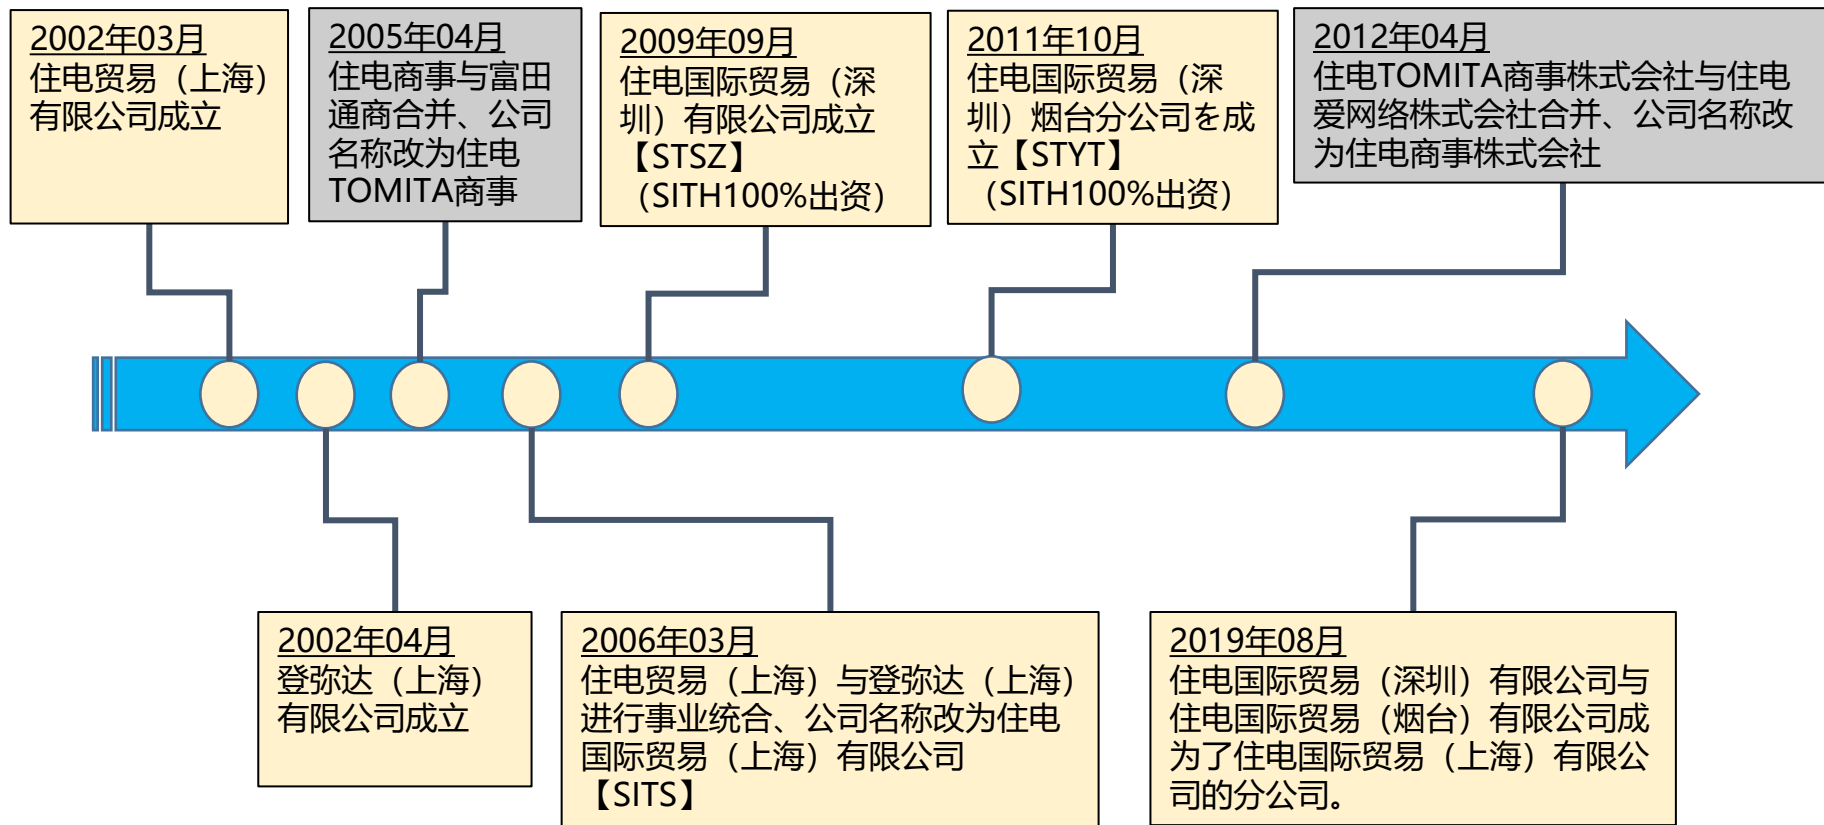 2002年03月
住电贸易（上海）
有限公司成立
2005年04月
住电商事与富田
通商合并、公司
名称改为住电
TOMITA商事
2009年09月
住电国际贸易（深
圳）有限公司成立
【STSZ】
（SITH100%出资）
2011年10月
住电国际贸易（深
圳）烟台分公司を成
立【STYT】
（SITH100%出资）
2012年04月
住电TOMITA商事株式会社与住电
爱网络株式会社合并、公司名称改
为住电商事株式会社
2002年04月
登弥达（上海）
有限公司成立
2006年03月
住电贸易（上海）与登弥达（上海）
进行事业统合、公司名称改为住电
国际贸易（上海）有限公司
【SITS】
2019年08月
住电国际贸易（深圳）有限公司与
住电国际贸易（烟台）有限公司成
为了住电国际贸易（上海）有限公
司的分公司。